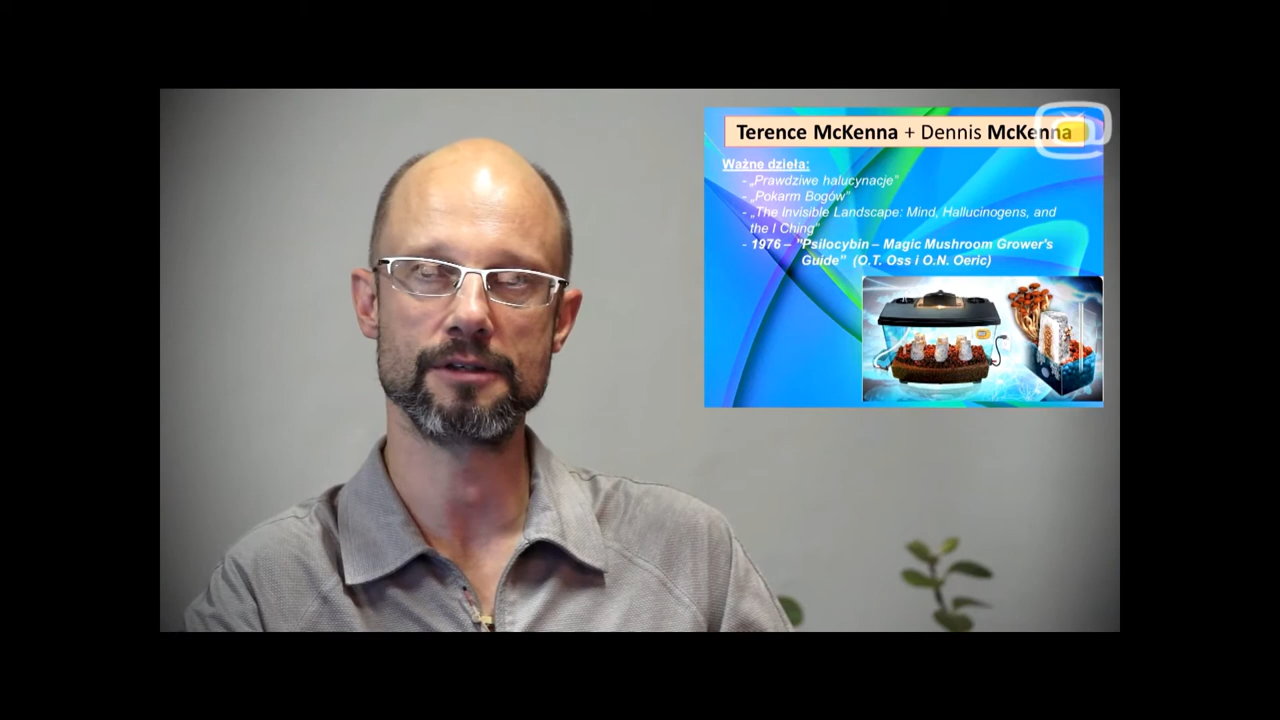 Terence McKenna + Dennis McKenna
Ważne dzieła:
- „Prawdziwe halucynacje”
- „Pokarm Bogów”
- „The Invisible Landscape: Mind, Hallucinogens, and
the I Ching”
- 1976 – "Psilocybin – Magic Mushroom Grower's
Guide" (O.T. Oss i O.N. Oeric)